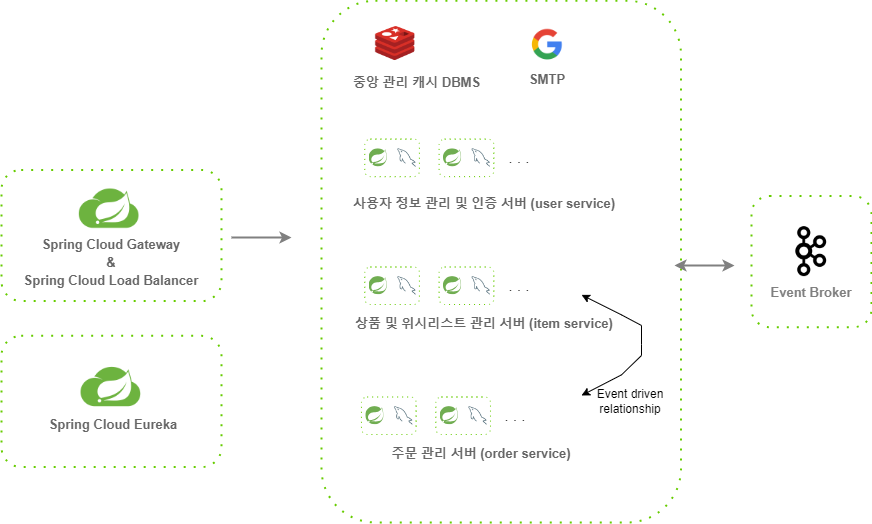 중앙 관리 캐시 DBMS
SMTP
. . .
사용자 정보 관리 및 인증 서버 (user service)
Spring Cloud Gateway
&
Spring Cloud Load Balancer
. . .
상품 및 위시리스트 관리 서버 (item service)
Event Broker
Event driven
relationship
. . .
주문 관리 서버 (order service)
Spring Cloud Eureka